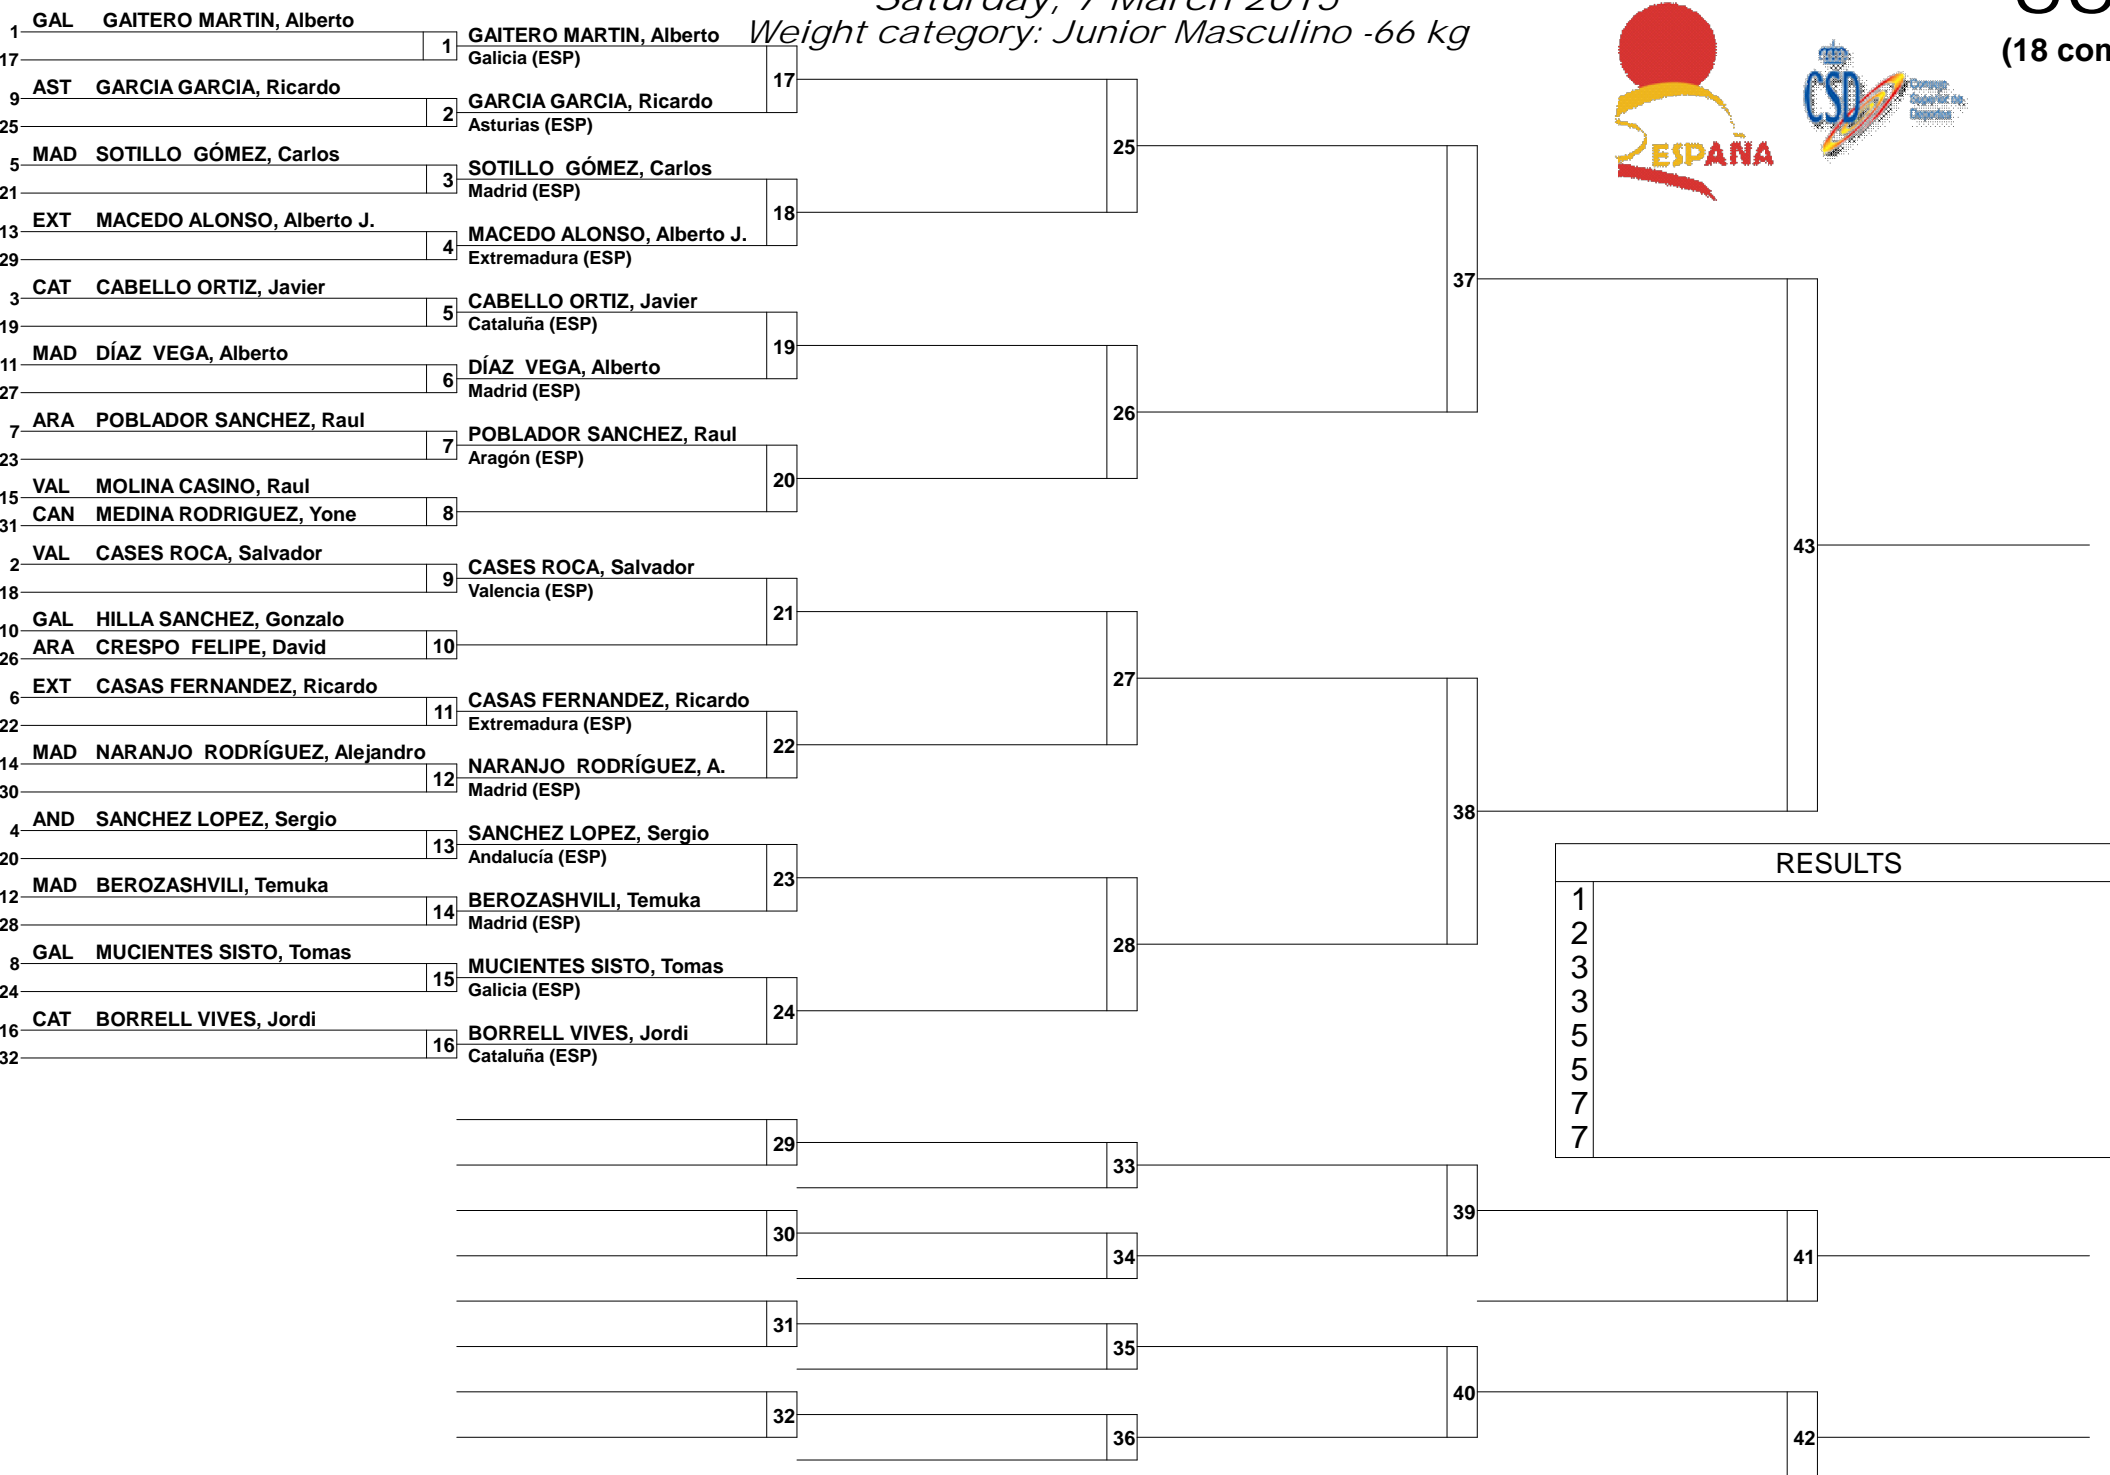 Saturday, 7 March 2015
Weight category: Junior Masculino -66 kg
(18 con
ESPAÑA
CSD
Consejo
Superior de
Deportes
1 GAL GAITERO MARTIN, Alberto
17
1 GAITERO MARTIN, Alberto
Galicia (ESP)
9 AST GARCIA GARCIA, Ricardo
25
2 GARCIA GARCIA, Ricardo
Asturias (ESP)
17
5 MAD SOTILLO GÓMEZ, Carlos
21
3 SOTILLO GÓMEZ, Carlos
Madrid (ESP)
13 EXT MACEDO ALONSO, Alberto J.
29
4 MACEDO ALONSO, Alberto J.
Extremadura (ESP)
18
25
3 CAT CABELLO ORTIZ, Javier
19
5 CABELLO ORTIZ, Javier
Cataluña (ESP)
11 MAD DÍAZ VEGA, Alberto
27
6 DÍAZ VEGA, Alberto
Madrid (ESP)
19
7 ARA POBLADOR SANCHEZ, Raul
23
7 POBLADOR SANCHEZ, Raul
Aragón (ESP)
15 VAL MOLINA CASINO, Raul
31 CAN MEDINA RODRIGUEZ, Yone
8
20
26
37
2 VAL CASES ROCA, Salvador
18
9 CASES ROCA, Salvador
Valencia (ESP)
10 GAL HILLA SANCHEZ, Gonzalo
26 ARA CRESPO FELIPE, David
10
21
6 EXT CASAS FERNANDEZ, Ricardo
22
11 CASAS FERNANDEZ, Ricardo
Extremadura (ESP)
14 MAD NARANJO RODRÍGUEZ, Alejandro
30
12 NARANJO RODRÍGUEZ, A.
Madrid (ESP)
22
27
4 AND SANCHEZ LOPEZ, Sergio
20
13 SANCHEZ LOPEZ, Sergio
Andalucía (ESP)
12 MAD BEROZASHVILI, Temuka
28
14 BEROZASHVILI, Temuka
Madrid (ESP)
23
8 GAL MUCIENTES SISTO, Tomas
24
15 MUCIENTES SISTO, Tomas
Galicia (ESP)
16 CAT BORRELL VIVES, Jordi
32
16 BORRELL VIVES, Jordi
Cataluña (ESP)
24
28
38
43
RESULTS
1
2
3
3
5
5
7
7
29
33
30
34
39
41
31
35
32
36
40
42